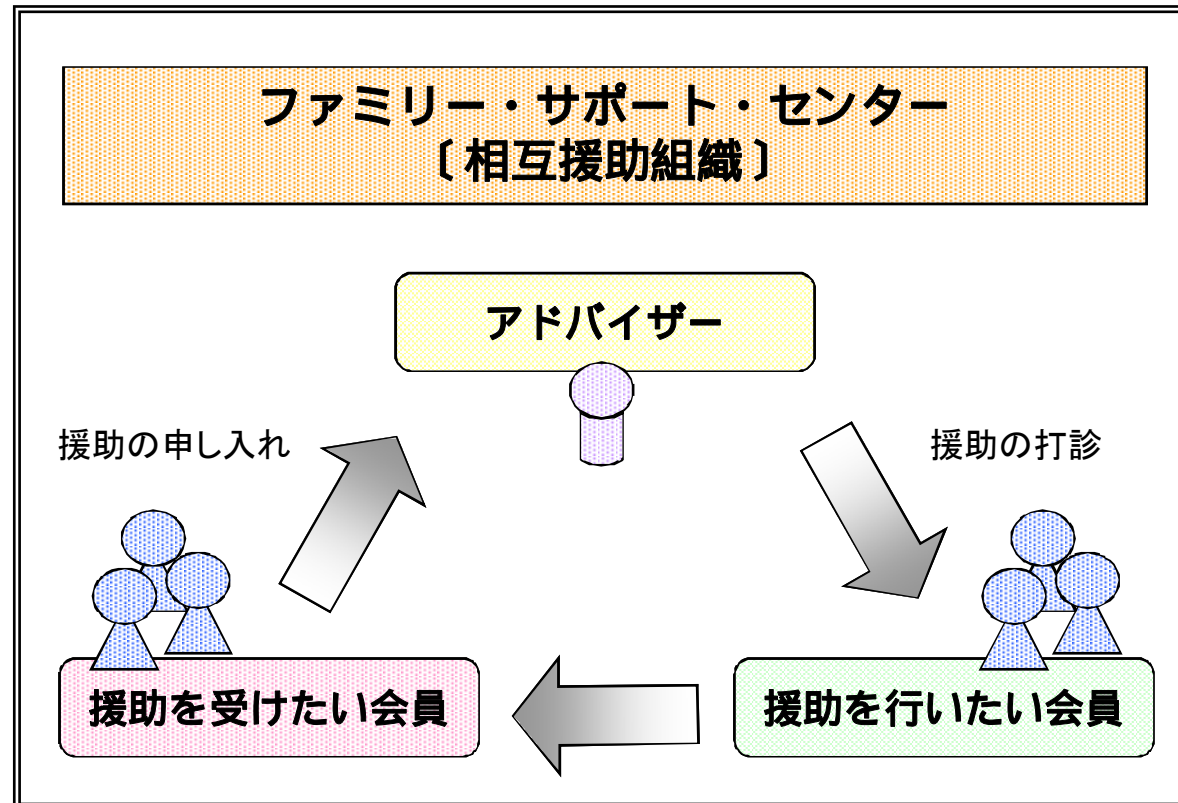 ファミリー・サポート・センター
〔相互援助組織〕
アドバイザー
援助の申し入れ
援助の打診
援助を受けたい会員
援助を行いたい会員